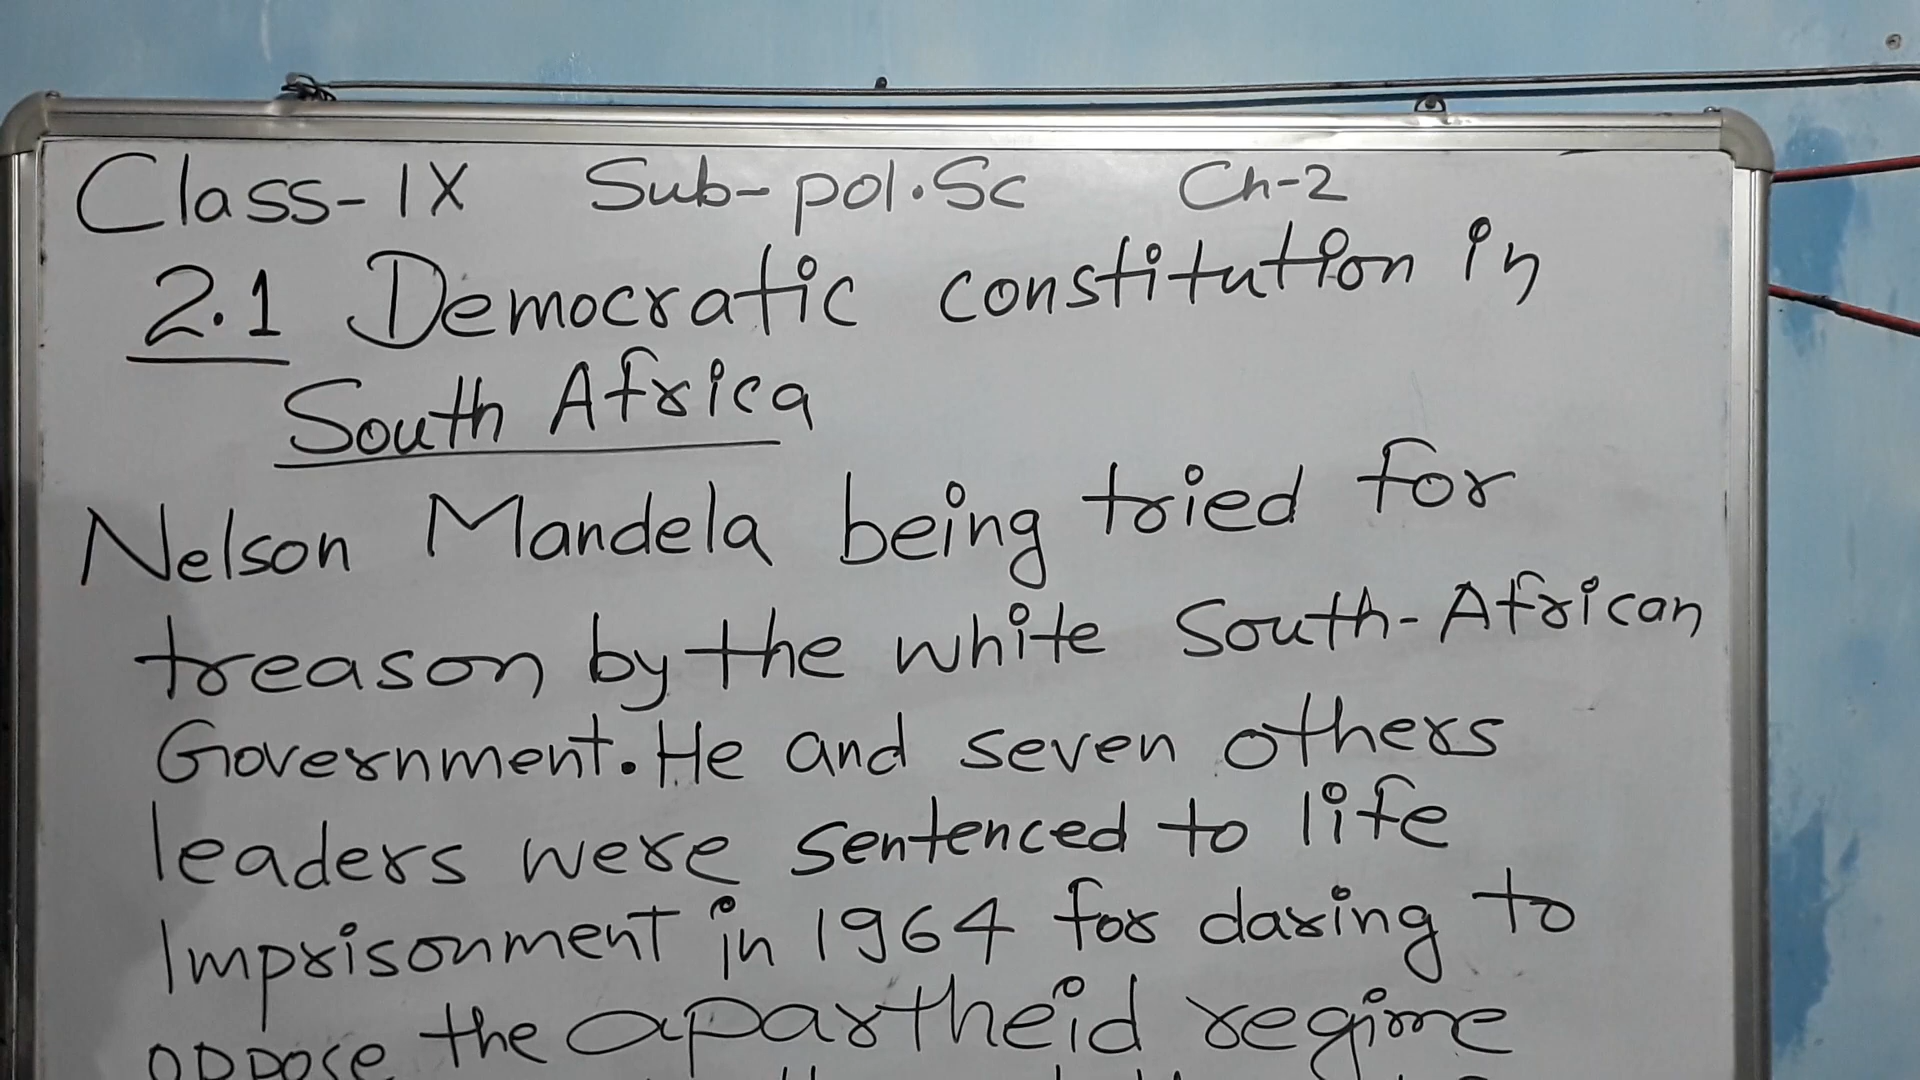 Class-IX Sub-pol.Sc Ch-2
2.1 Democratic constitution in
South Africa
Nelson Mandela being tried for
treason by the white South-African
Government. He and seven others
leaders were sentenced to life
Imprisonment in 1964 for daring to
oppose the apartheid regime